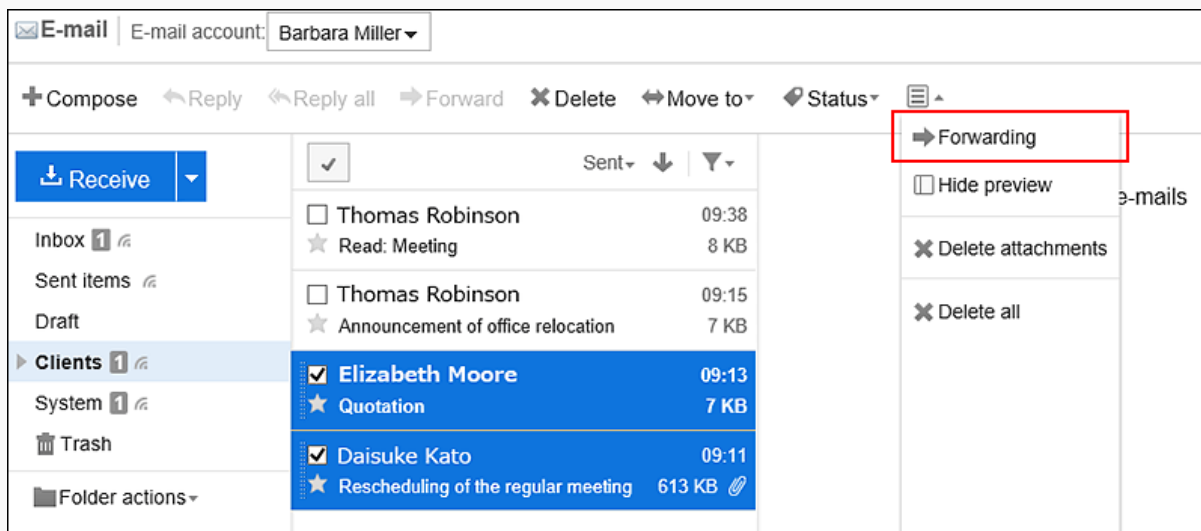 E-mail E-mail account: Barbara Miller
Compose Reply Reply all Forward Delete Move to Status
Forwarding
Hide preview
Delete attachments
Delete all
e-mails
Receive
Inbox 1
Sent items
Draft
Clients 1
System 1
Trash
Folder actions
Sent
Thomas Robinson 09:38
Read: Meeting 8 KB
Thomas Robinson 09:15
Announcement of office relocation 7 KB
Elizabeth Moore 09:13
Quotation 7 KB
Daisuke Kato 09:11
Rescheduling of the regular meeting 613 KB